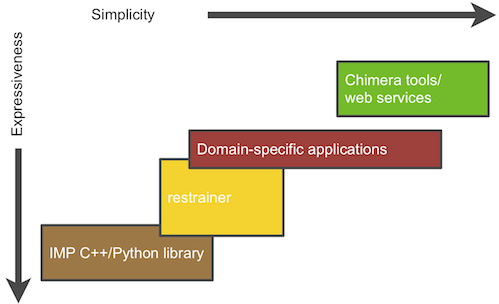 Simplicity
Expressiveness
Chimera tools/
web services
Domain-specific applications
restrainer
IMP C++/Python library